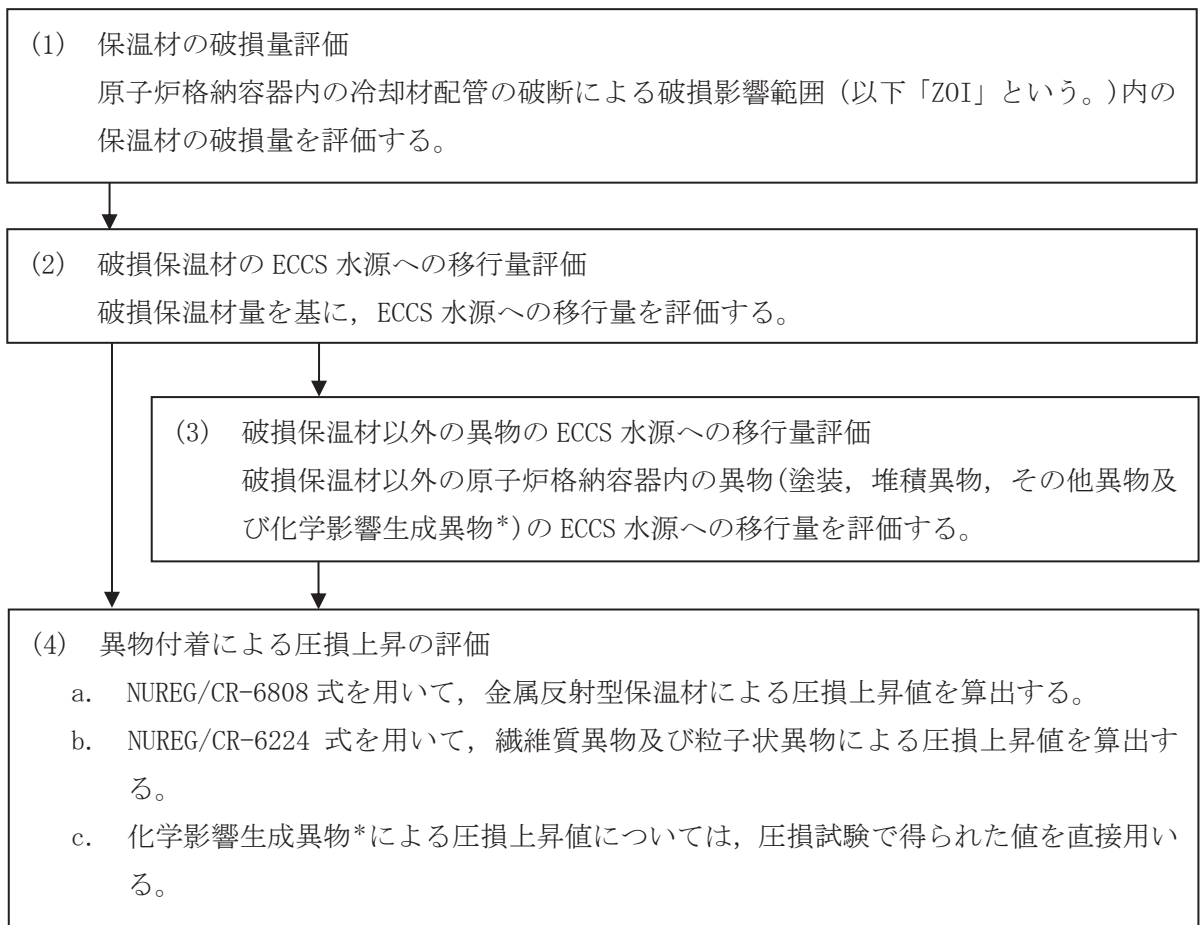 (1) 保温材の破損量評価
原子炉格納容器内の冷却材配管の破断による破損影響範囲(以下「ZOI」という。)内の
保温材の破損量を評価する。
(2) 破損保温材の ECCS 水源への移行量評価
破損保温材量を基に，ECCS 水源への移行量を評価する。
(3) 破損保温材以外の異物の ECCS 水源への移行量評価
破損保温材以外の原子炉格納容器内の異物(塗装，堆積異物，その他異物及
び化学影響生成異物*)の ECCS 水源への移行量を評価する。
(4) 異物付着による圧損上昇の評価
a. NUREG/CR-6808 式を用いて，金属反射型保温材による圧損上昇値を算出する。
b. NUREG/CR-6224 式を用いて，繊維質異物及び粒子状異物による圧損上昇値を算出す
る。
c. 化学影響生成異物*による圧損上昇値については，圧損試験で得られた値を直接用い
る。